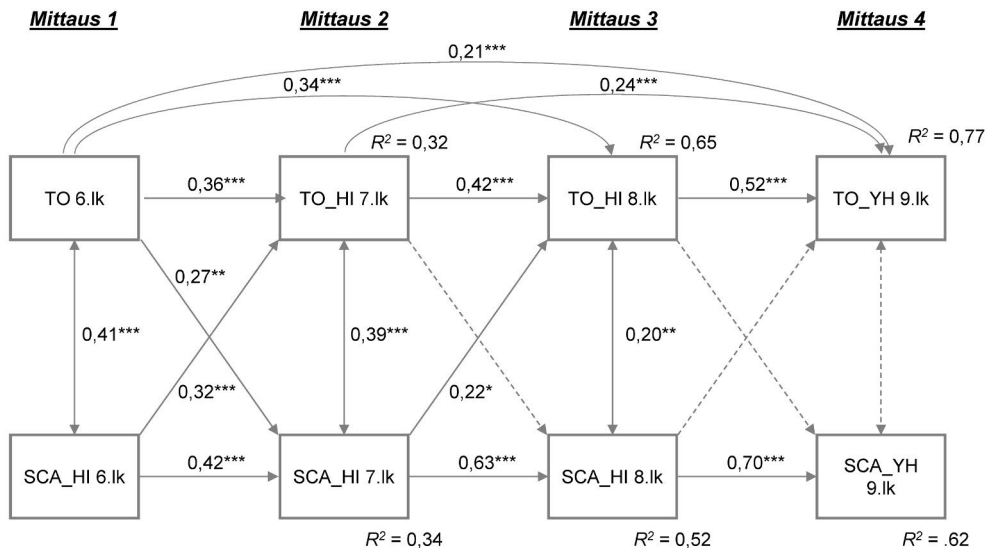 Mittaus 1 Mittaus 2 Mittaus 3 Mittaus 4
0,21***
0,34*** 0,24***
R² = 0,32 R² = 0,65 R² = 0,77
TO 6.lk 0,36*** TO_HI 7.lk 0,42*** TO_HI 8.lk 0,52*** TO_YH 9.lk
0,27**
0,41*** 0,39*** 0,20**
0,32*** 0,22*
SCA_HI 6.lk 0,42*** SCA_HI 7.lk 0,63*** SCA_HI 8.lk 0,70*** SCA_YH
9.lk
R² = 0,34 R² = 0,52 R² = .62